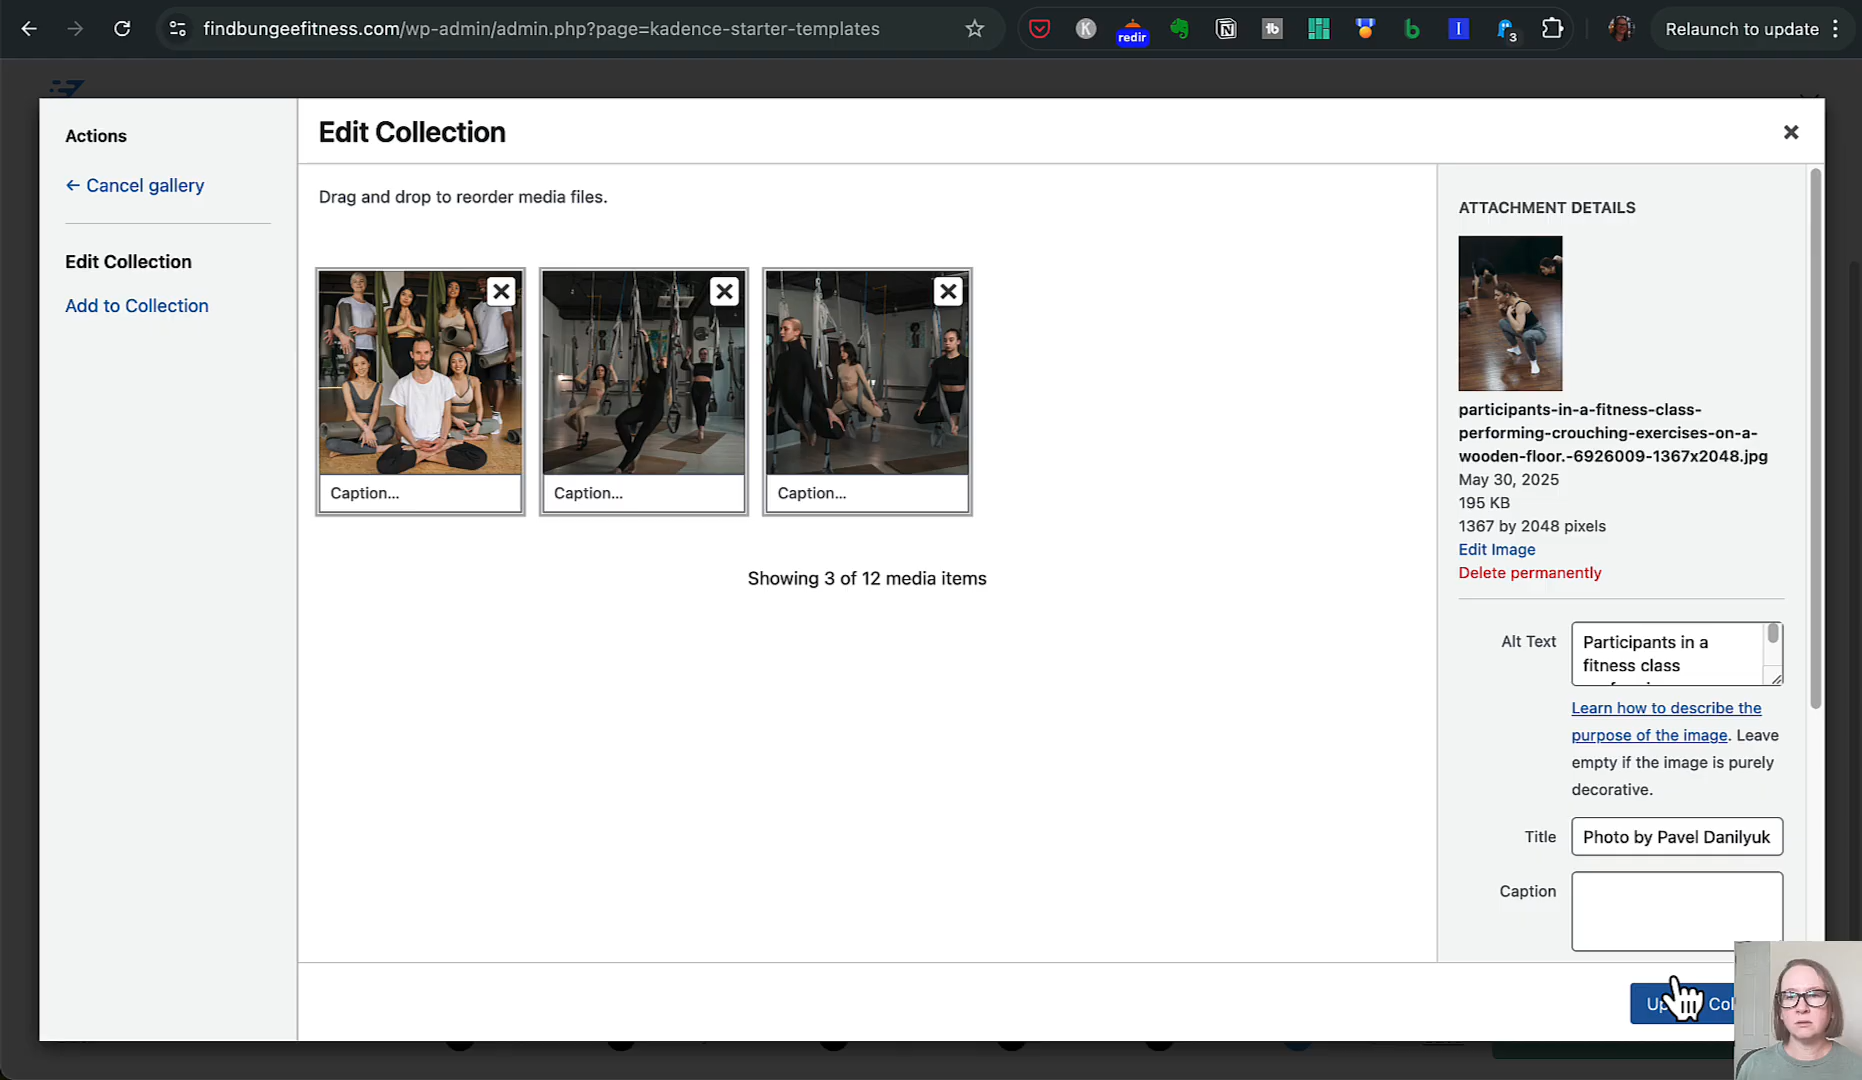 findbungeefitness.com/wp-admin/admin.php?page=kadence-starter-templates
redir
3
Relaunch to update
Actions
← Cancel gallery
Edit Collection
Add to Collection
Edit Collection
Drag and drop to reorder media files.
Caption...
Caption...
Caption...
Showing 3 of 12 media items
ATTACHMENT DETAILS
participants-in-a-fitness-class-
performing-crouching-exercises-on-a-
wooden-floor.-6926009-1367x2048.jpg
May 30, 2025
195 KB
1367 by 2048 pixels
Edit Image
Delete permanently
Alt Text
Participants in a
fitness class
Learn how to describe the
purpose of the image. Leave
empty if the image is purely
decorative.
Title
Photo by Pavel Danilyuk
Caption